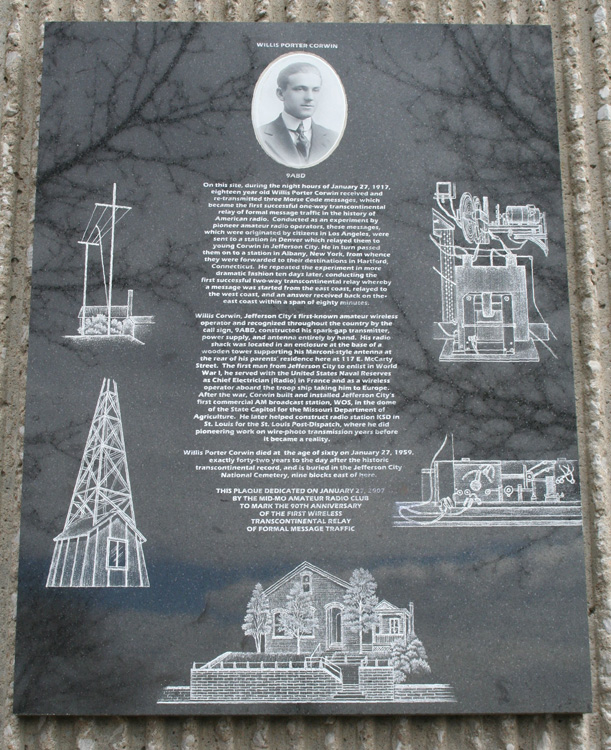 WILLIS PORTER CORWIN
9ABD
On this site, during the night hours of January 27, 1917,
eighteen year old Willis Porter Corwin received and
re-transmitted three Morse Code messages, which
became the first successful one-way transcontinental
relay of formal message traffic in the history of
American radio. Conducted as an experiment by
pioneer amateur radio operators, these messages,
which were originated by citizens in Los Angeles, were
sent to a station in Denver which relayed them to
young Corwin in Jefferson City. He in turn passed
them on to a station in Albany, New York, from whence
they were forwarded to their destinations in Hartford,
Connecticut. He repeated the experiment in more
dramatic fashion ten days later, conducting the
first successful two-way transcontinental relay whereby
a message was started from the east coast, relayed to
the west coast, and an answer received back on the
east coast within a span of eighty minutes.
Willis Corwin, Jefferson City's first-known amateur wireless
operator and recognized throughout the country by the
call sign, 9ABD, constructed his spark-gap transmitter,
power supply, and antenna entirely by hand. His radio
shack was located in an enclosure at the base of a
wooden tower supporting his Marconi-style antenna at
the rear of his parents' residence here at 117 E. McCarty
Street. The first man from Jefferson City to enlist in World
War I, he served with the United States Naval Reserves
as Chief Electrician (Radio) in France and as a wireless
operator aboard the troop ship taking him to Europe.
After the war, Corwin built and installed Jefferson City's
first commercial AM broadcast station, WOS, in the dome
of the State Capitol for the Missouri Department of
Agriculture. He later helped construct radio station KSD in
St. Louis for the St. Louis Post-Dispatch, where he did
pioneering work on wire-photo transmission years before
it became a reality.
Willis Porter Corwin died at the age of sixty on January 27, 1959,
exactly forty-two years to the day after the historic
transcontinental record, and is buried in the Jefferson City
National Cemetery, nine blocks east of here.
THIS PLAQUE DEDICATED ON JANUARY 27, 2007
BY THE MID-MO AMATEUR RADIO CLUB
TO MARK THE 90TH ANNIVERSARY
OF THE FIRST WIRELESS
TRANSCONTINENTAL RELAY
OF FORMAL MESSAGE TRAFFIC